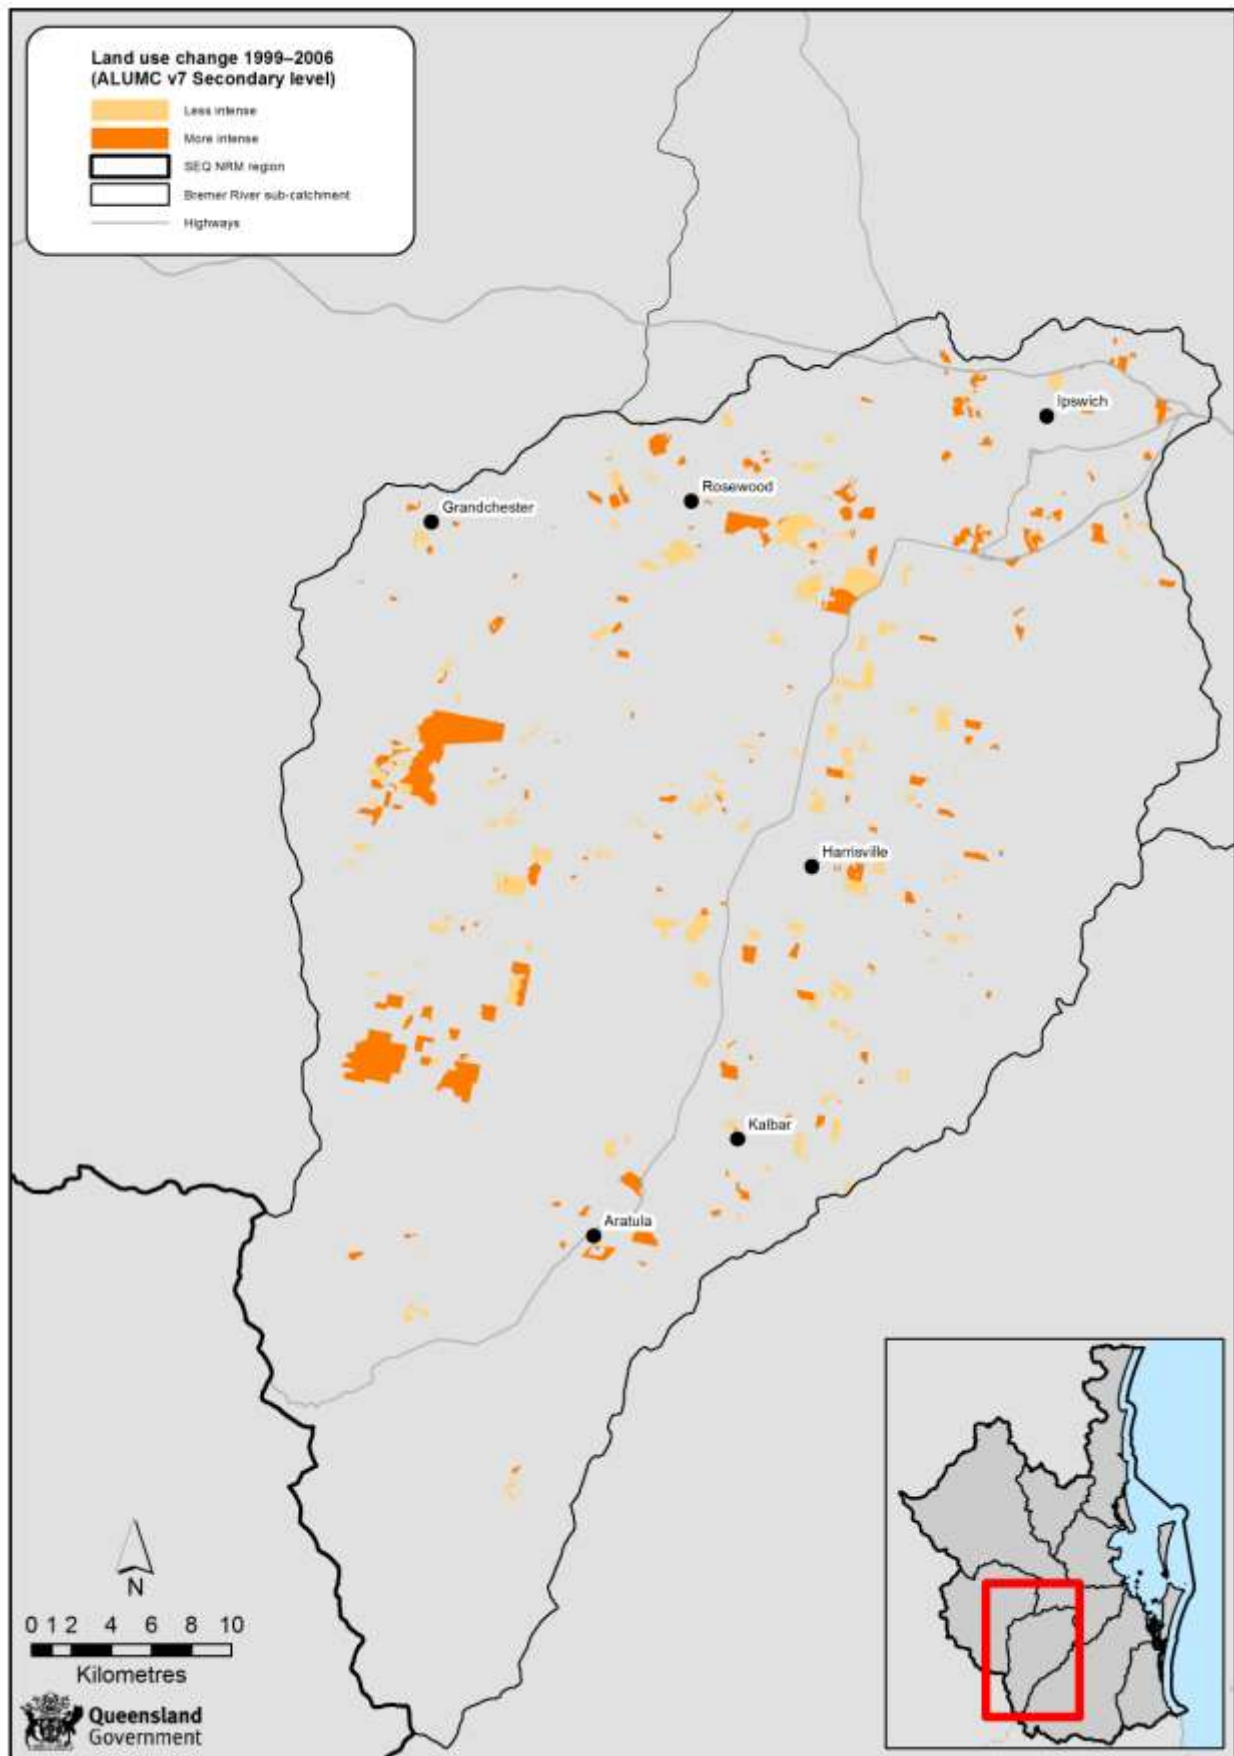 Land use change 1999–2006
(ALUMC v7 Secondary level)
Less intense
More intense
SEQ NRM region
Bremer River sub-catchment
Highways
Ipswich
Rosewood
Grandchester
Harrisville
Kalbar
Aratula
N
0 1 2 4 6 8 10
Kilometres
Queensland
Government